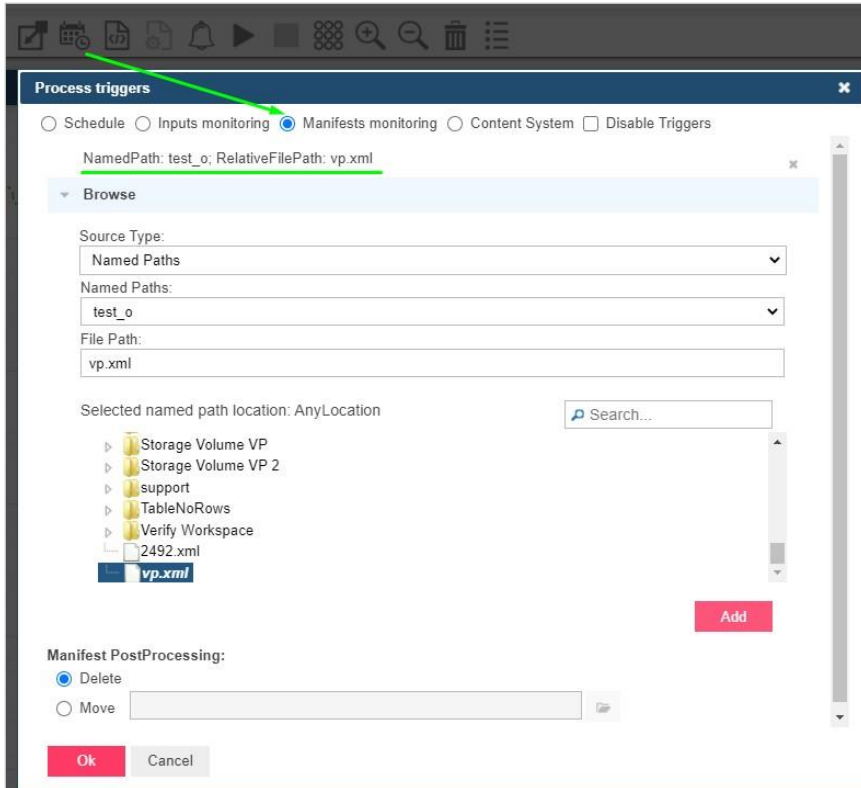 Process triggers
Schedule Inputs monitoring Manifests monitoring Content System Disable Triggers
NamedPath: test_o; RelativeFilePath: vp.xml
Browse
Source Type:
Named Paths
Named Paths:
test_o
File Path:
vp.xml
Selected named path location: AnyLocation Search...
Storage Volume VP
Storage Volume VP 2
support
TableNoRows
Verify Workspace
2492.xml
vp.xml
Add
Manifest PostProcessing:
Delete
Move
Ok Cancel